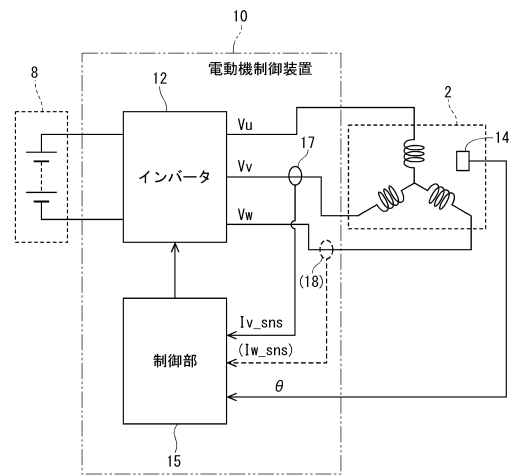 10
電動機制御装置
8
12
2
14
インバータ
Vu
Vv
17
Vw
(18)
Iv_sns
(Iw_sns)
制御部
θ
15